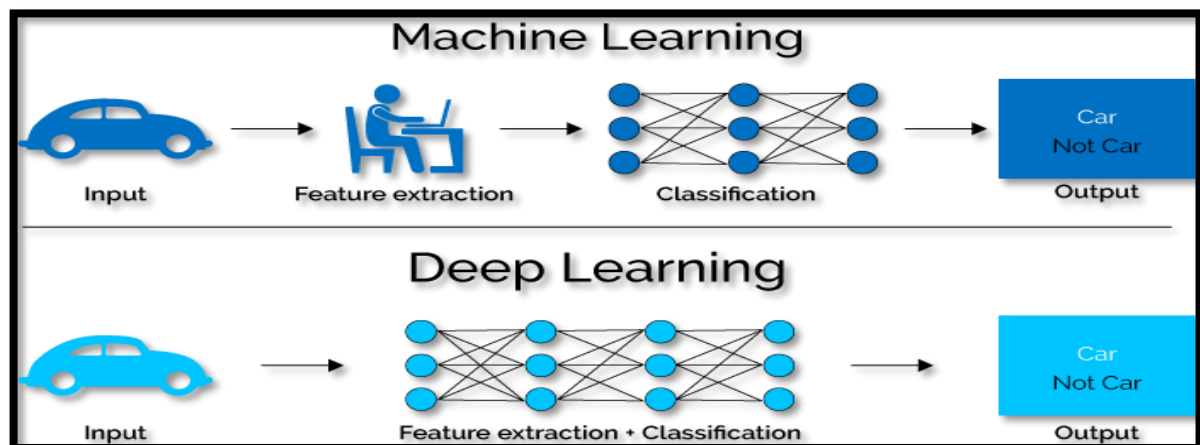 Machine Learning
Car
Not Car
Input
Feature extraction
Classification
Output
Deep Learning
Car
Not Car
Input
Feature extraction + Classification
Output